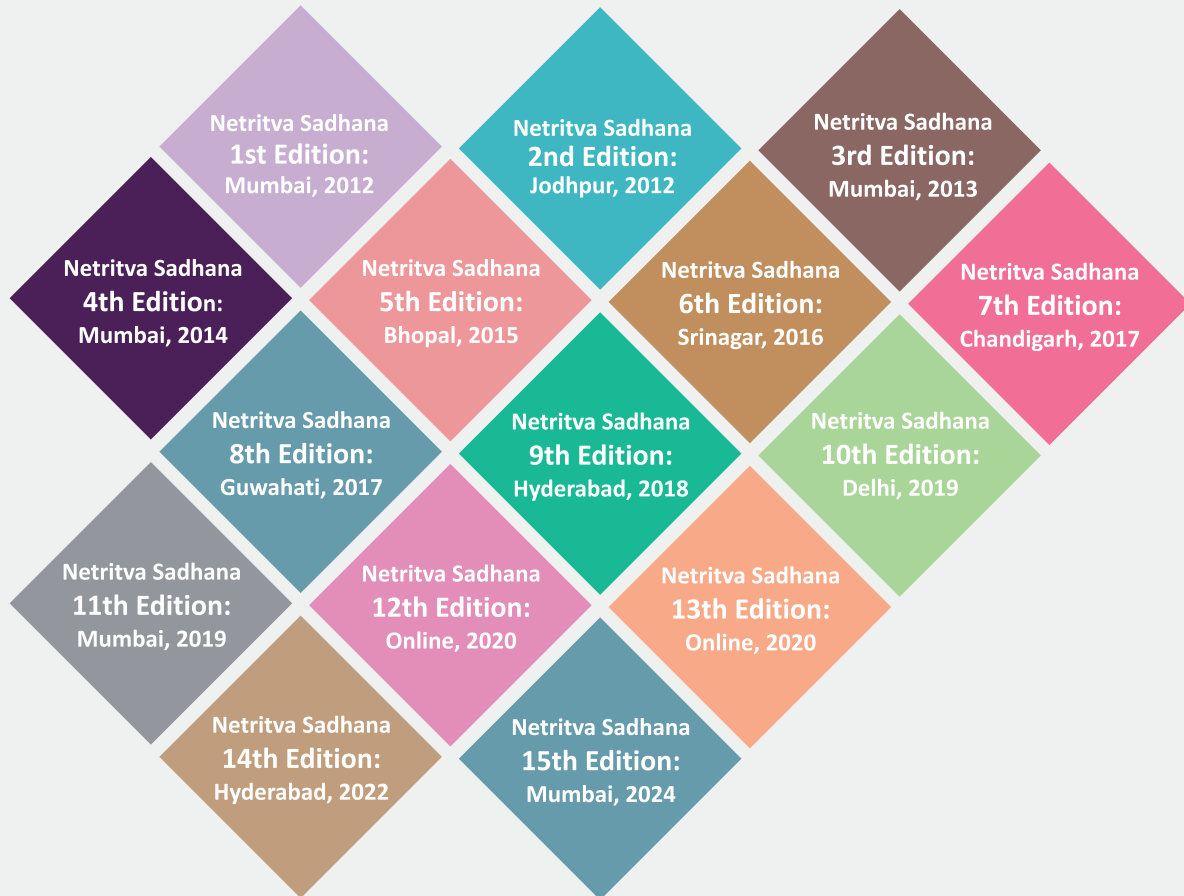 Netritva Sadhana
1st Edition:
Mumbai, 2012
Netritva Sadhana
2nd Edition:
Jodhpur, 2012
Netritva Sadhana
3rd Edition:
Mumbai, 2013
Netritva Sadhana
4th Edition:
Mumbai, 2014
Netritva Sadhana
5th Edition:
Bhopal, 2015
Netritva Sadhana
6th Edition:
Srinagar, 2016
Netritva Sadhana
7th Edition:
Chandigarh, 2017
Netritva Sadhana
8th Edition:
Guwahati, 2017
Netritva Sadhana
9th Edition:
Hyderabad, 2018
Netritva Sadhana
10th Edition:
Delhi, 2019
Netritva Sadhana
11th Edition:
Mumbai, 2019
Netritva Sadhana
12th Edition:
Online, 2020
Netritva Sadhana
13th Edition:
Online, 2020
Netritva Sadhana
14th Edition:
Hyderabad, 2022
Netritva Sadhana
15th Edition:
Mumbai, 2024